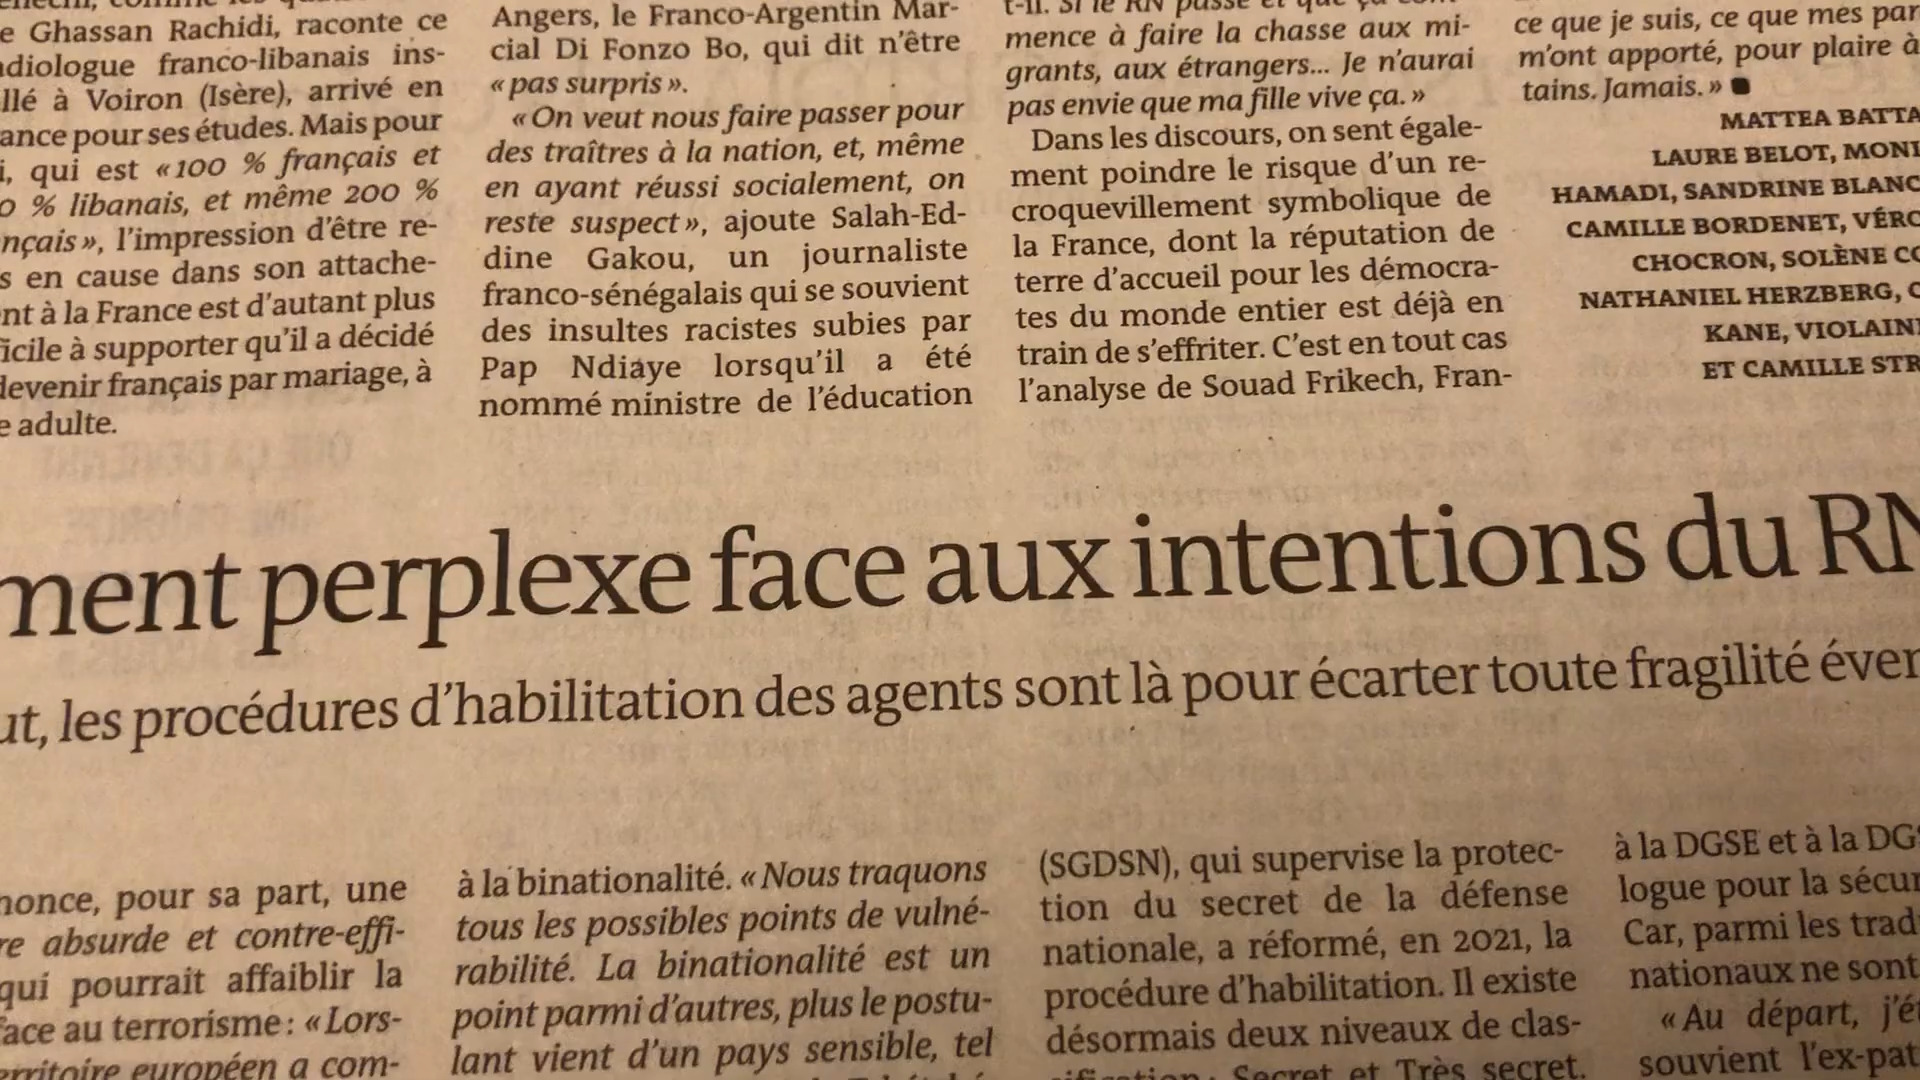 e Ghassan Rachidi, raconte ce
diologue franco-libanais ins-
llé à Voiron (Isère), arrivé en
ance pour ses études. Mais pour
i, qui est «100 % français et
0 % libanais, et même 200 %
nçais», l'impression d'être re-
s en cause dans son attache-
nt à la France est d'autant plus
icile à supporter qu'il a décidé
devenir français par mariage, à
e adulte.
Angers, le Franco-Argentin Mar-
cial Di Fonzo Bo, qui dit n'être
«pas surpris».
«On veut nous faire passer pour
des traîtres à la nation, et, même
en ayant réussi socialement, on
reste suspect», ajoute Salah-Ed-
dine Gakou, un journaliste
franco-sénégalais qui se souvient
des insultes racistes subies par
Pap Ndiaye lorsqu'il a été
nommé ministre de l'éducation
t-il. Si le RN passe et que ça com-
mence à faire la chasse aux mi-
grants, aux étrangers... Je n'aurai
pas envie que ma fille vive ça.»
Dans les discours, on sent égale-
ment poindre le risque d'un re-
croquevillement symbolique de
la France, dont la réputation de
terre d'accueil pour les démocra-
tes du monde entier est déjà en
train de s'effriter. C'est en tout cas
l'analyse de Souad Frikech, Fran-
ce que je suis, ce que mes par
m'ont apporté, pour plaire à
tains. Jamais.» ■
MATTEA BATTA
LAURE BELOT, MONI
HAMADI, SANDRINE BLANC
CAMILLE BORDENET, VÉRO
CHOCRON, SOLÈNE CO
NATHANIEL HERZBERG, C
KANE, VIOLAIN
ET CAMILLE STR
ment perplexe face aux intentions du RN
ut, les procédures d'habilitation des agents sont là pour écarter toute fragilité éven
nonce, pour sa part, une
re absurde et contre-effi-
qui pourrait affaiblir la
face au terrorisme : «Lors-
erritoire européen a com-
à la binationalité. «Nous traquons
tous les possibles points de vulné-
rabilité. La binationalité est un
point parmi d'autres, plus le postu-
lant vient d'un pays sensible, tel
(SGDSN), qui supervise la protec-
tion du secret de la défense
nationale, a réformé, en 2021, la
procédure d'habilitation. Il existe
désormais deux niveaux de clas-
sification : Secret et Très secret.
à la DGSE et à la DG
logue pour la sécur
Car, parmi les trad
nationaux ne sont
«Au départ, j'é
souvient l'ex-pat